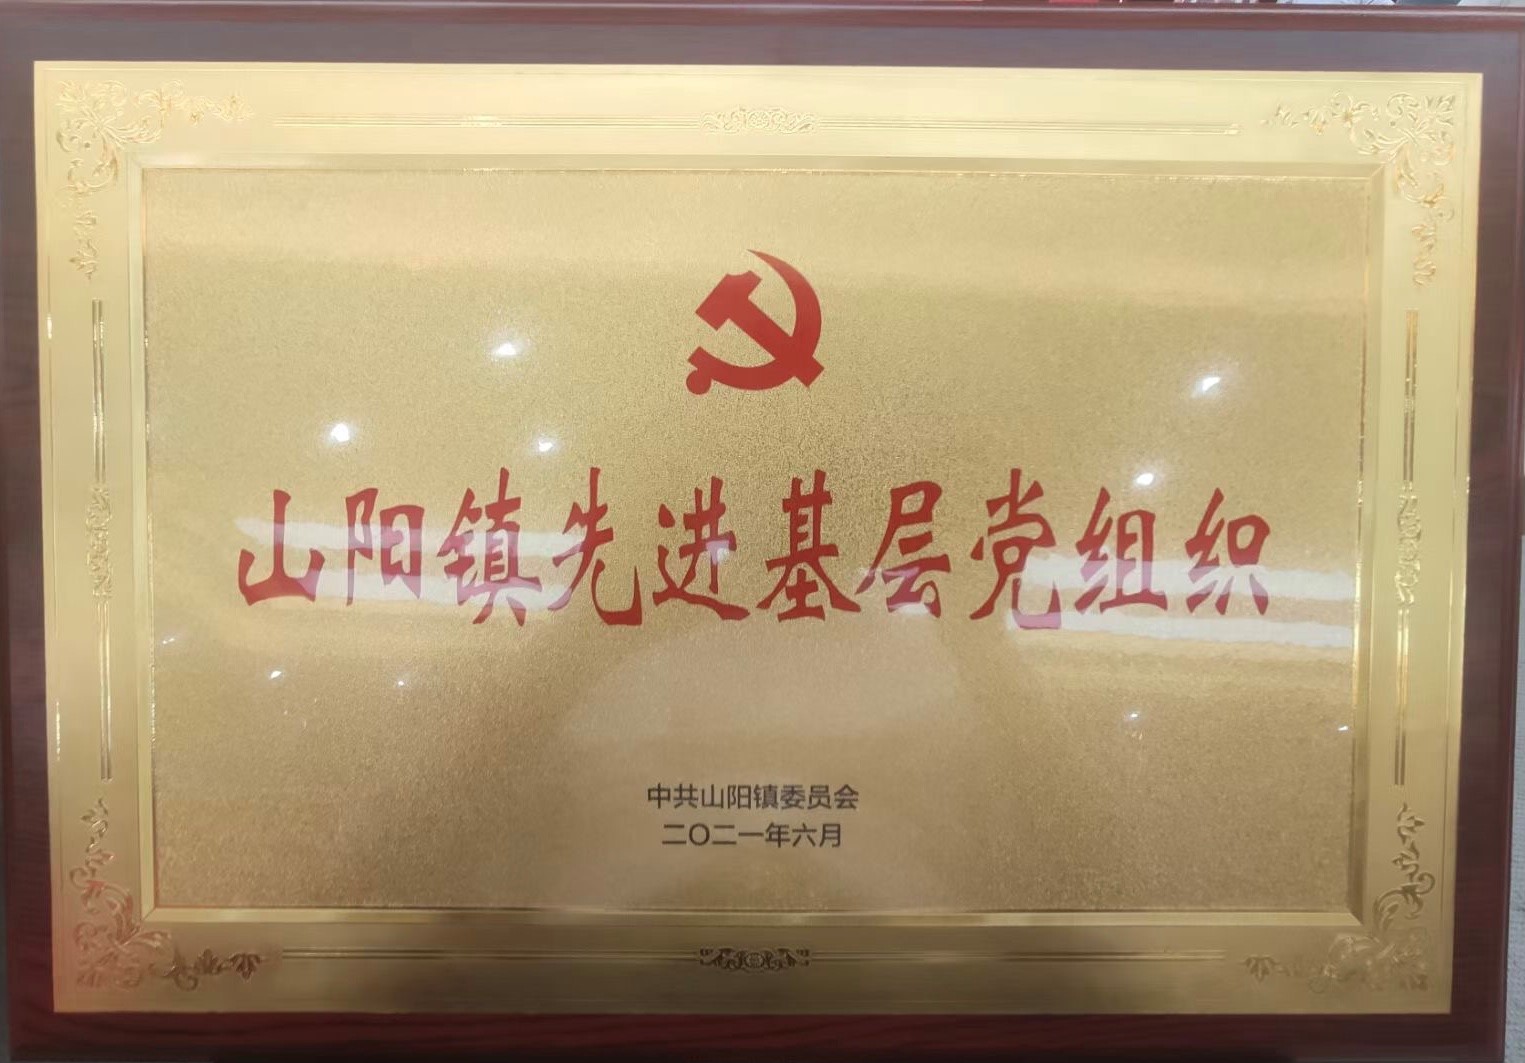 山阳镇先进基层党组织
中共山阳镇委员会
二〇二一年六月